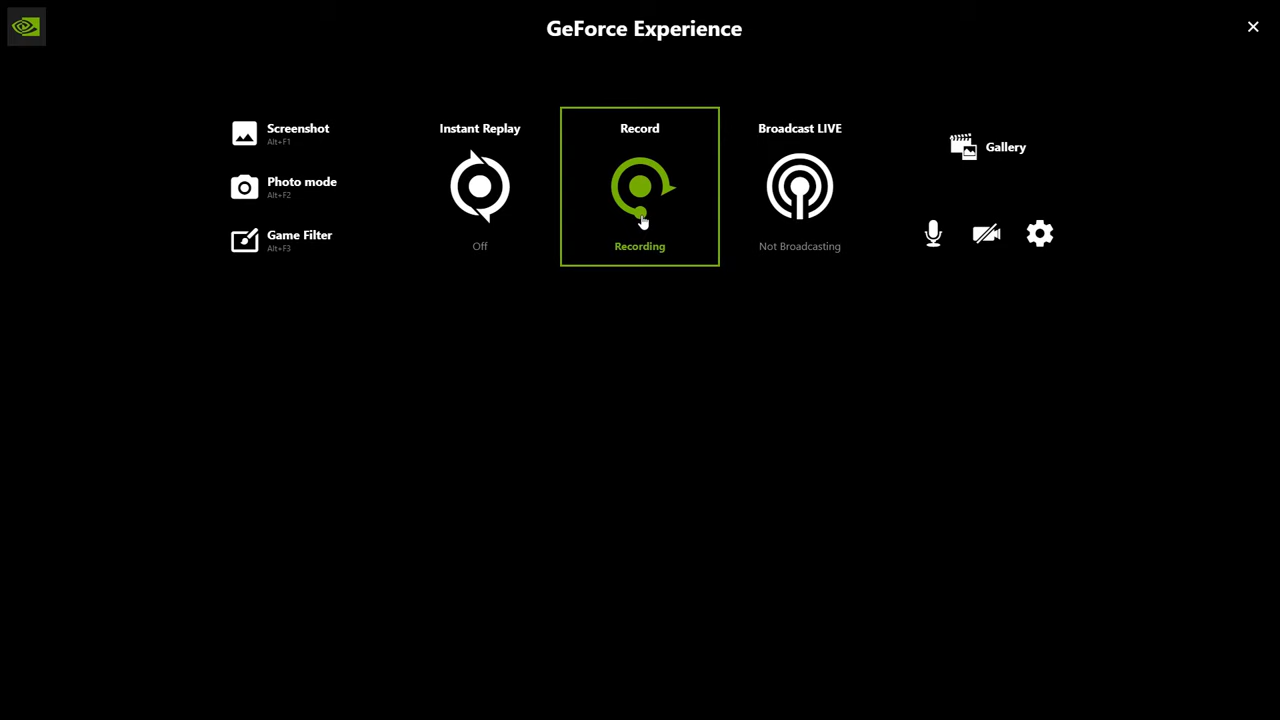 GeForce Experience
Screenshot
Alt+F1
Photo mode
Alt+F2
Game Filter
Alt+F3
Instant Replay
Off
Record
Recording
Broadcast LIVE
Not Broadcasting
Gallery